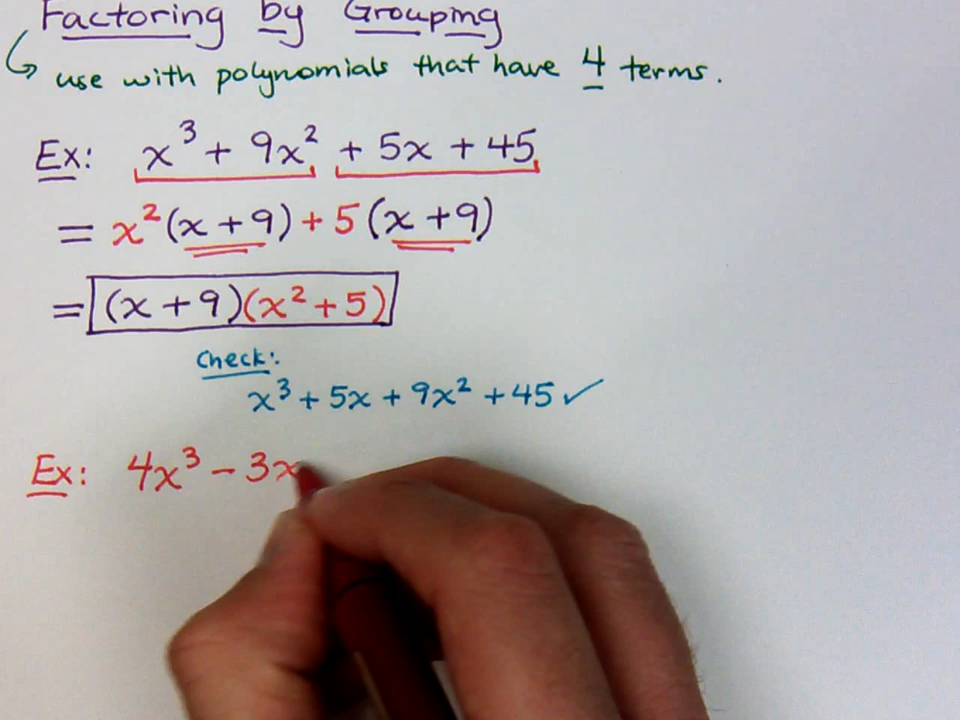 Factoring by Grouping
use with polynomials that have 4 terms.
Ex: x³ + 9x² + 5x + 45
= x²(x + 9) + 5(x + 9)
= (x + 9)(x² + 5)
Check:
x³ + 5x + 9x² + 45 ✓
Ex: 4x³ - 3x